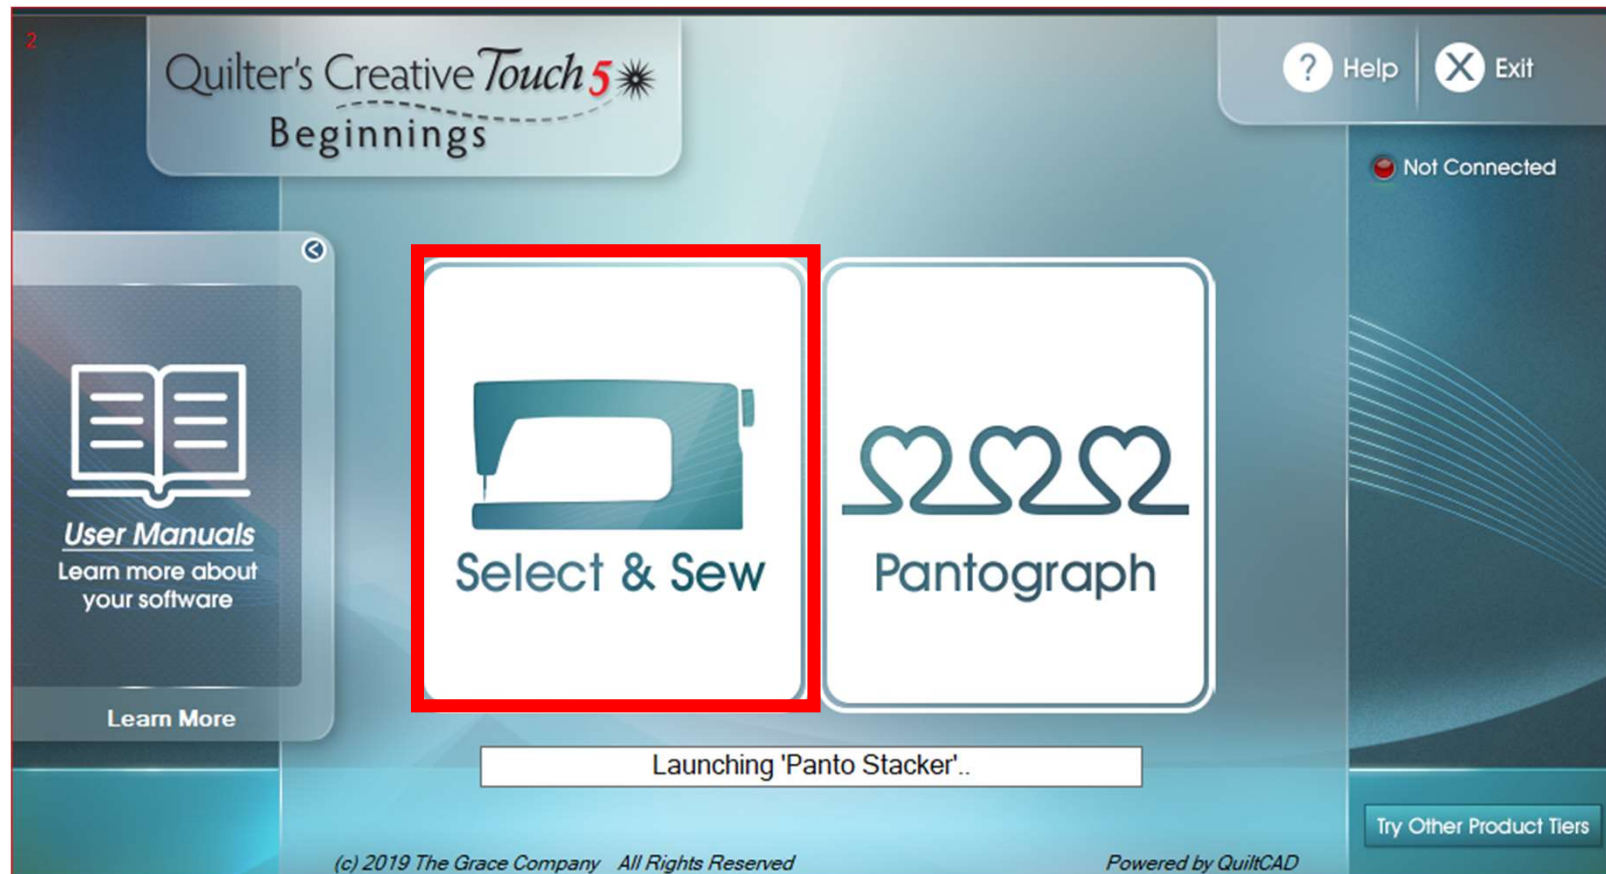 2
Quilter's Creative Touch 5
Beginnings
? Help
X Exit
Not Connected
User Manuals
Learn more about
your software
Learn More
Select & Sew
Pantograph
Launching 'Panto Stacker'..
Try Other Product Tiers
(c) 2019 The Grace Company All Rights Reserved
Powered by QuiltCAD